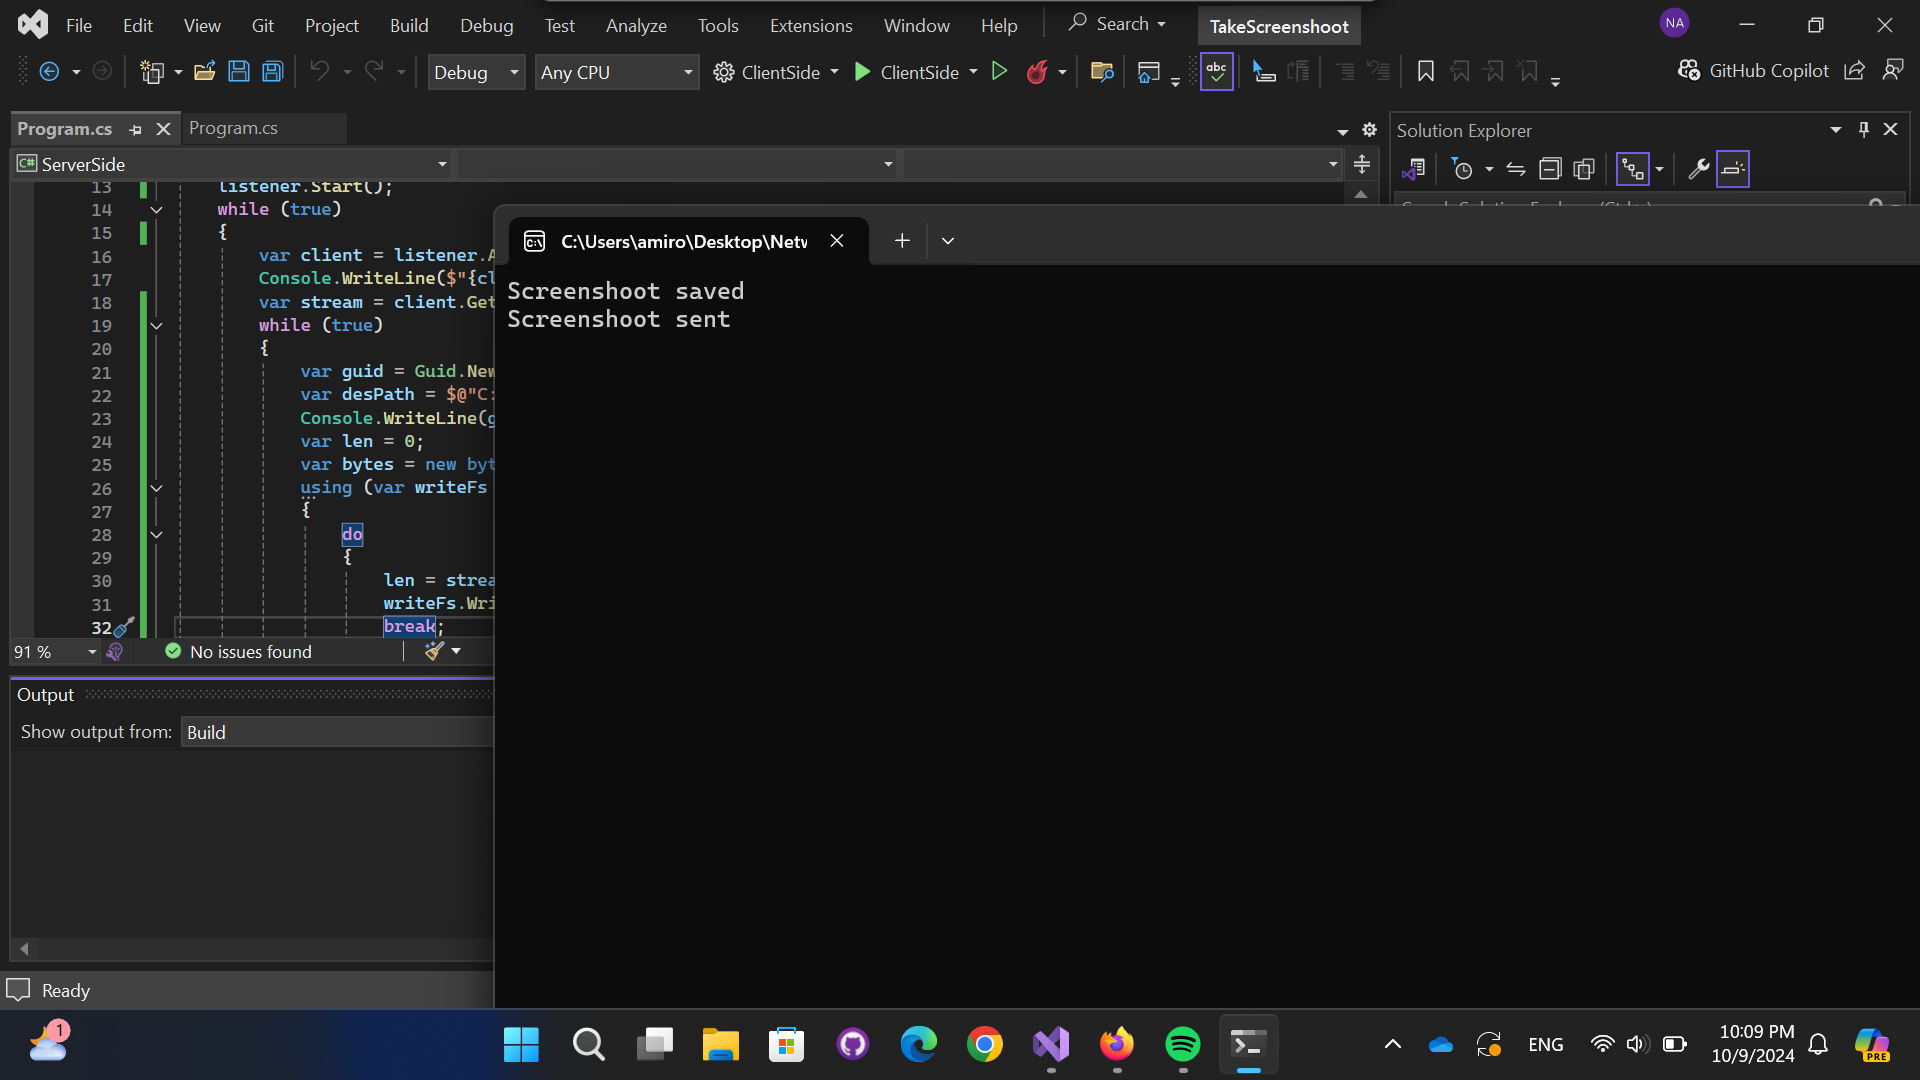 File Edit View Git Project Build Debug Test Analyze Tools Extensions Window Help Search TakeScreenshoot NA
Debug Any CPU ClientSide ClientSide abc GitHub Copilot
Program.cs Program.cs
C# ServerSide
13 listener.Start();
14 while (true)
15 {
16 var client = listener.
17 Console.WriteLine($"{cl
18 var stream = client.Get
19 while (true)
20 {
21 var guid = Guid.New
22 var desPath = $@"C:
23 Console.WriteLine(g
24 var len = 0;
25 var bytes = new byt
26 using (var writeFs
27 {
28 do
29 {
30 len = strea
31 writeFs.Wri
32 break;
91 % No issues found
Output
Show output from: Build
Ready
Solution Explorer
C:\Users\amiro\Desktop\Netw
Screenshoot saved
Screenshoot sent
1
ENG
10:09 PM
10/9/2024
PRE